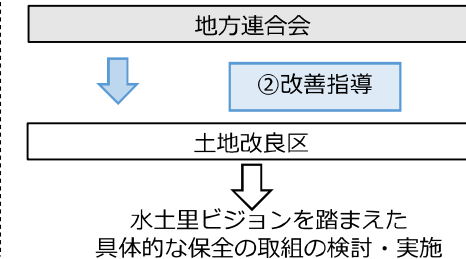 地方連合会
②改善指導
土地改良区
水土里ビジョンを踏まえた
具体的な保全の取組の検討・実施